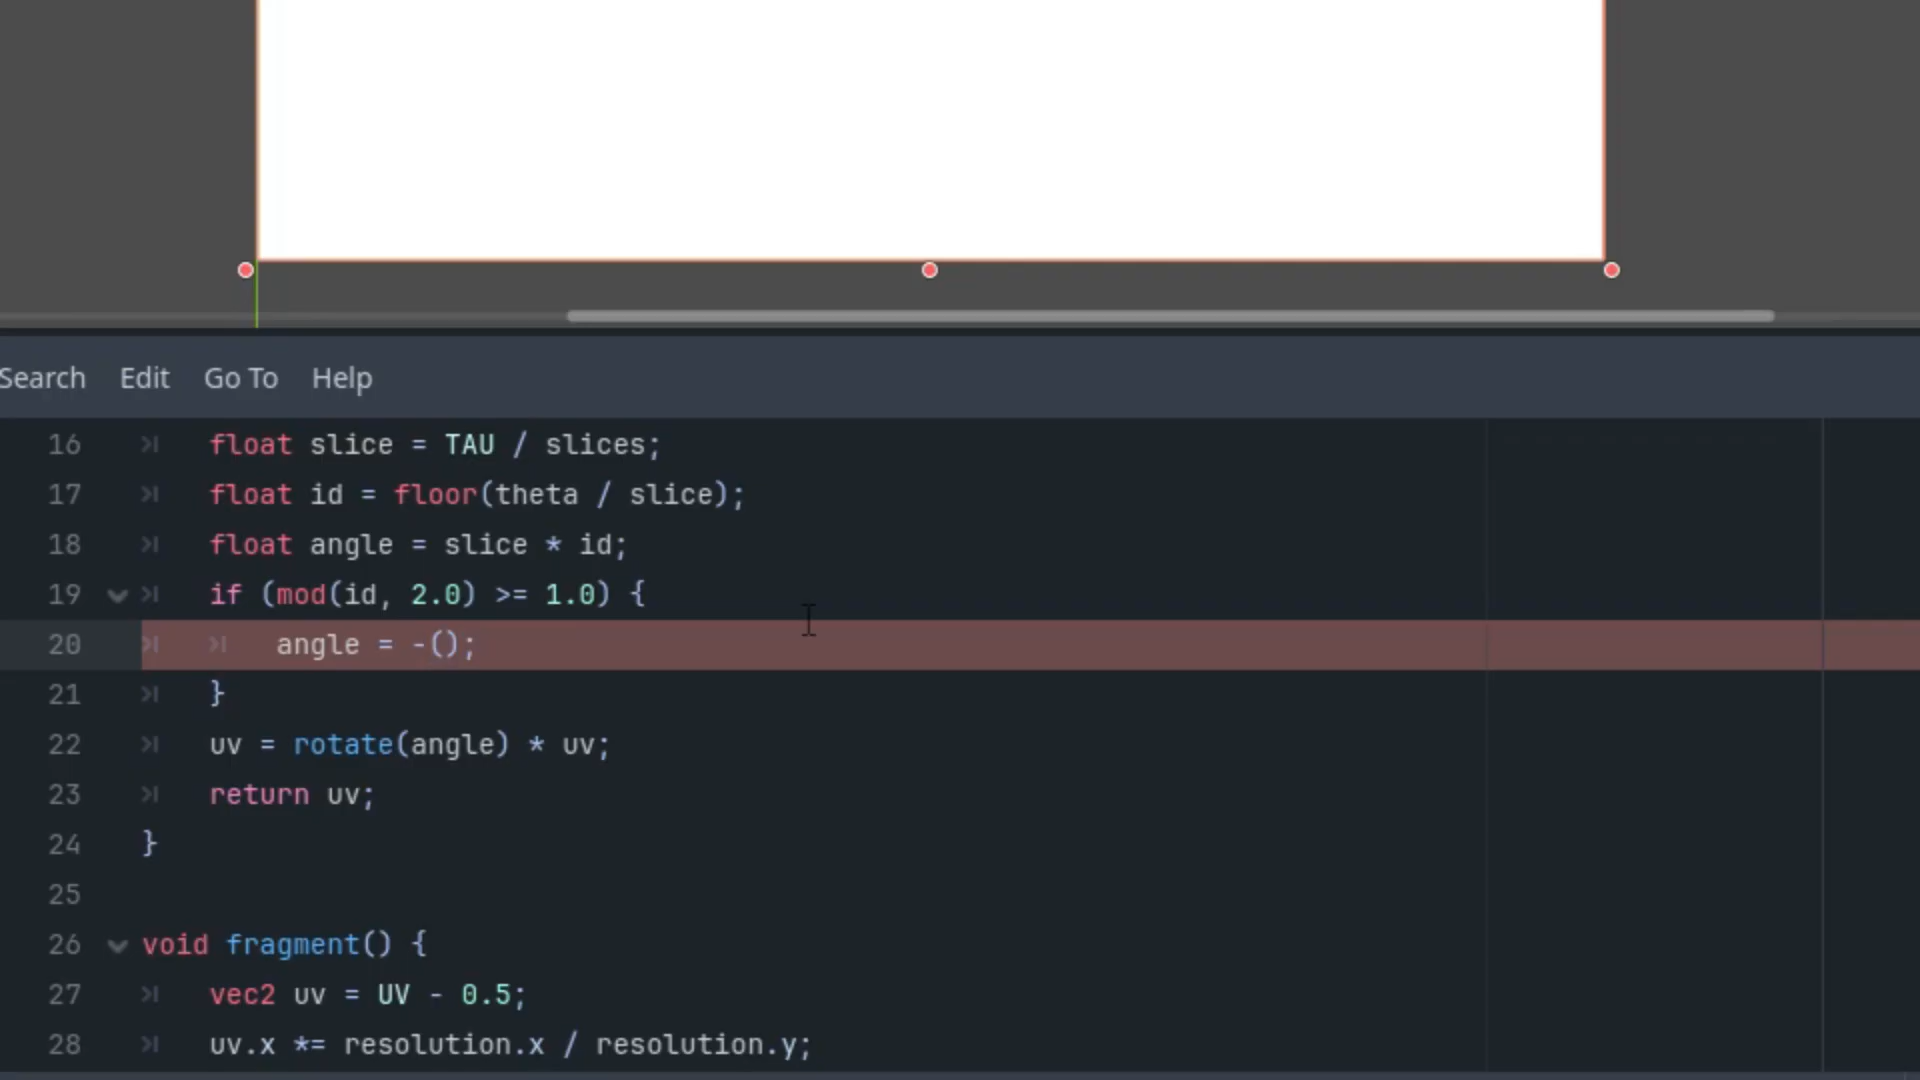 Search Edit Go To Help
16 float slice = TAU / slices;
17 float id = floor(theta / slice);
18 float angle = slice * id;
19 if (mod(id, 2.0) >= 1.0) {
20 angle = -();
21 }
22 uv = rotate(angle) * uv;
23 return uv;
24 }
25
26 void fragment() {
27 vec2 uv = UV - 0.5;
28 uv.x *= resolution.x / resolution.y;